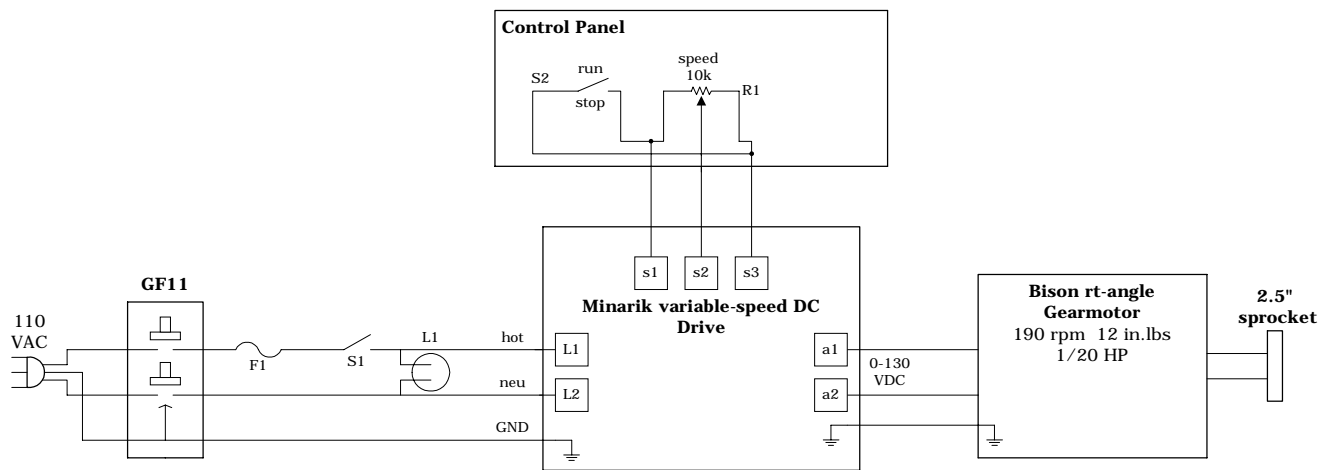 Control Panel
S2
run
stop
speed
10k
R1
s1
s2
s3
Minarik variable-speed DC
Drive
GF11
110
VAC
F1
S1
L1
hot
neu
GND
L1
L2
a1
a2
0-130
VDC
Bison rt-angle
Gearmotor
190 rpm 12 in.lbs
1/20 HP
2.5"
sprocket